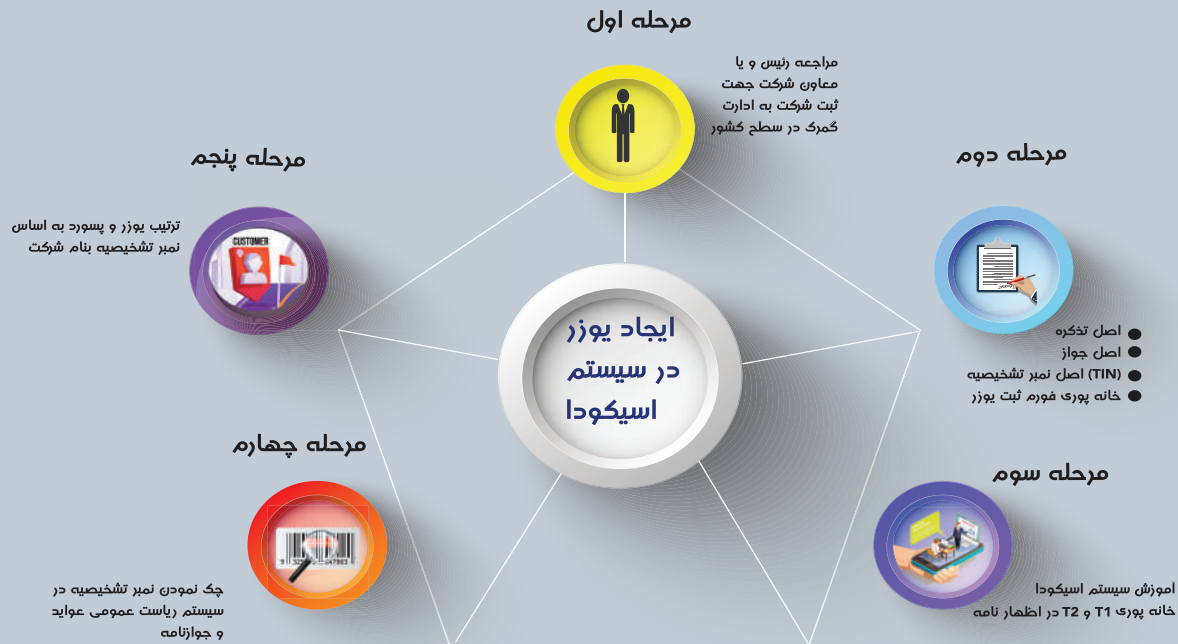 مرحله اول
مراجعه رئیس و یا
معاون شرکت جهت
ثبت شرکت به ادارت
گمرک در سطح کشور
مرحله دوم
اصل تذکره
اصل جواز
(TIN) اصل نمبر تشخیصیه
خانه پوری فورم ثبت یوزر
مرحله سوم
آموزش سیستم اسیکودا
خانه پوری T1 و T2 در اظهار نامه
مرحله چهارم
چک نمودن نمبر تشخیصیه در
سیستم ریاست عمومی عواید
و جوازنامه
مرحله پنجم
ترتیب یوزر و پسورد به اساس
نمبر تشخیصیه بنام شرکت
CUSTOMER
ایجاد یوزر
در سیستم
اسیکودا